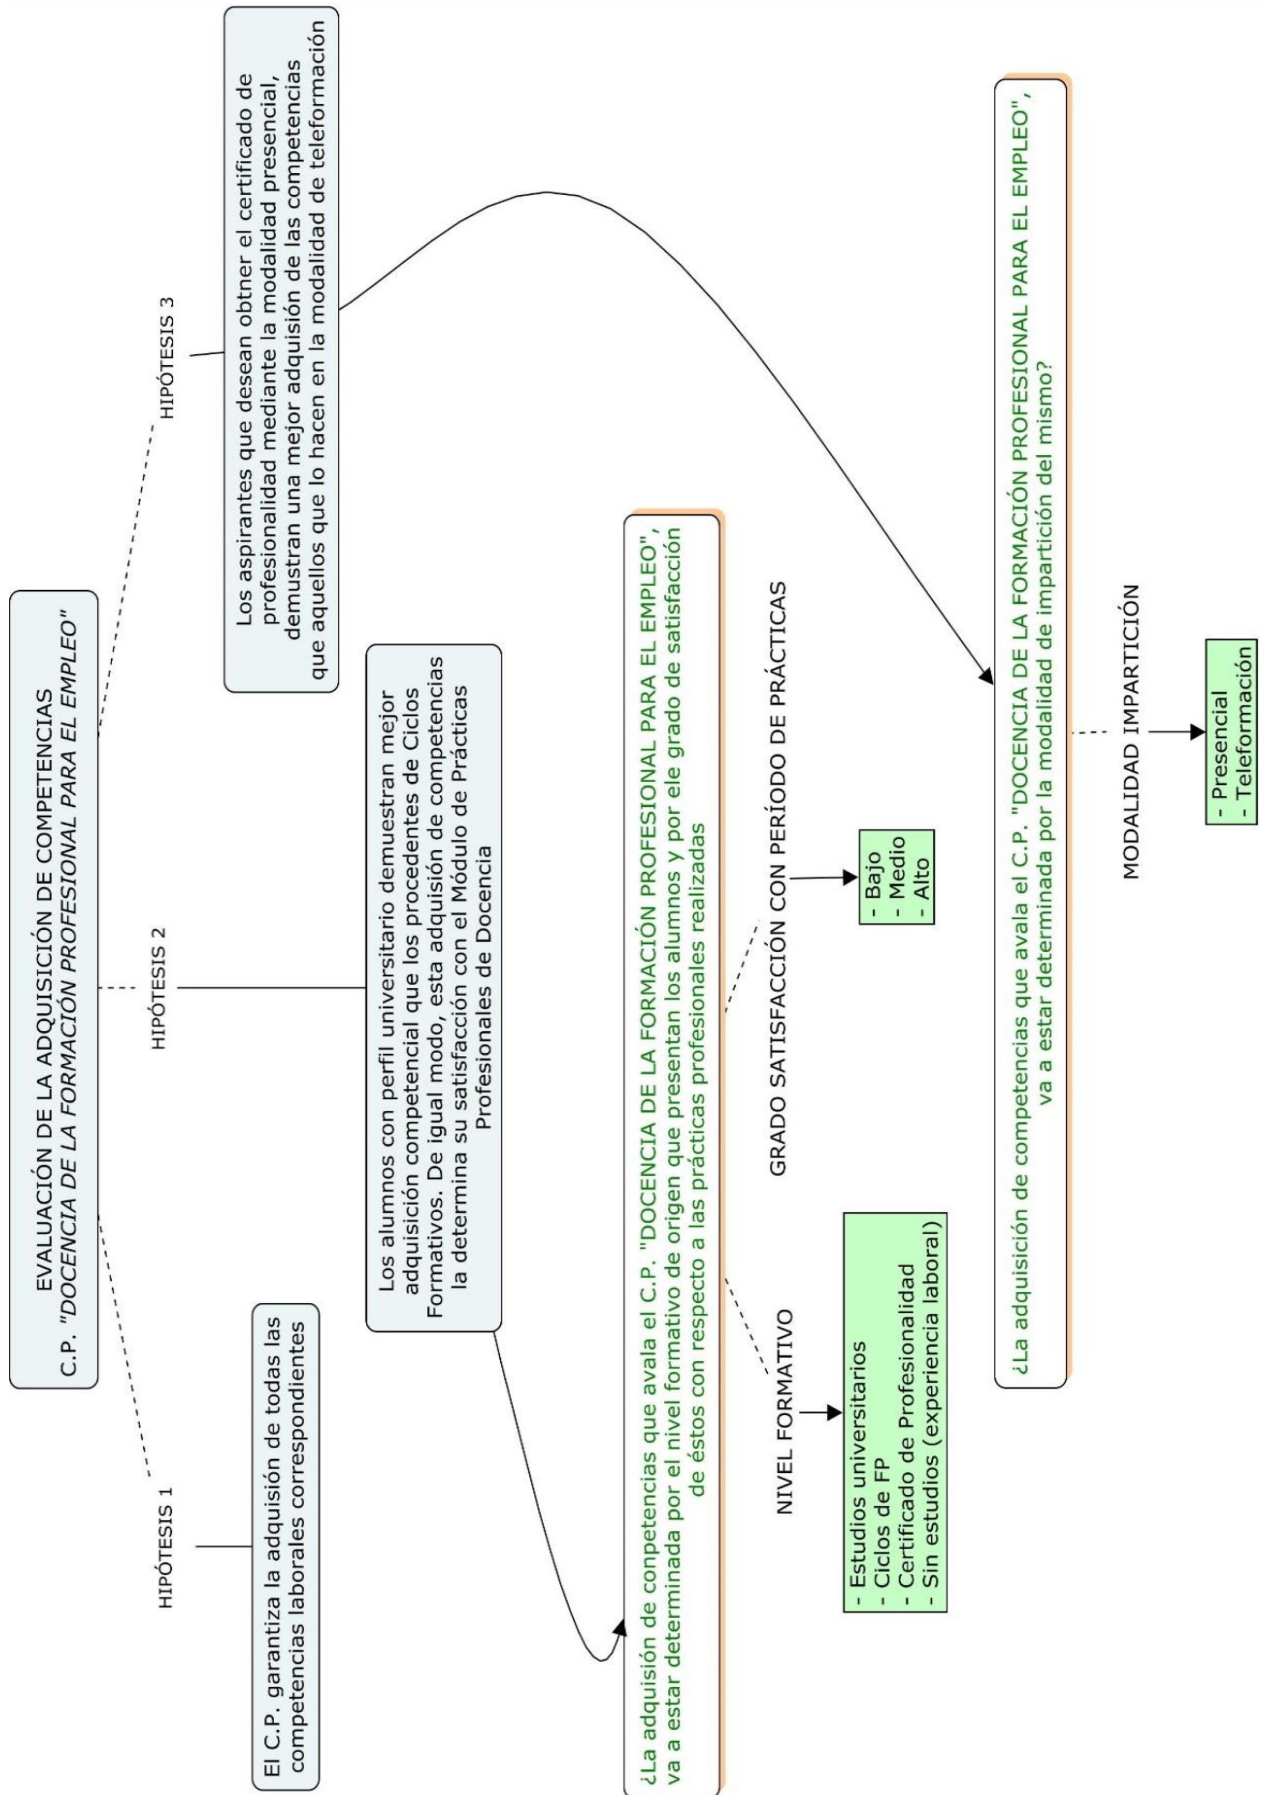 EVALUACIÓN DE LA ADQUISICIÓN DE COMPETENCIAS
C.P. "DOCENCIA DE LA FORMACIÓN PROFESIONAL PARA EL EMPLEO"
HIPÓTESIS 1
HIPÓTESIS 2
HIPÓTESIS 3
El C.P. garantiza la adquisión de todas las
competencias laborales correspondientes
Los aspirantes que desean obtner el certificado de
profesionalidad mediante la modalidad presencial,
demustran una mejor adquisión de las competencias
que aquellos que lo hacen en la modalidad de teleformación
Los alumnos con perfil universitario demuestran mejor
adquisión competencial que los procedentes de Ciclos
Formativos. De igual modo, esta adquisión de competencias
la determina su satisfacción con el Módulo de Prácticas
Profesionales de Docencia
¿La adquisión de conpetencias que avala el C.P. "DOCENCIA DE LA FORMACIÓN PROFESIONAL PARA EL EMPLEO",
va a estar determinada por el nivel formativo de origen que presentan los alumnos y por ele grado de satisfacción
de éstos con respecto a las prácticas profesionales realizadas
NIVEL FORMATIVO
GRADO SATISFACCIÓN CON PERÍODO DE PRÁCTICAS
- Estudios universitarios
- Ciclos de FP
- Certificado de Profesionalidad
- Sin estudios (experiencia laboral)
- Bajo
- Medio
- Alto
¿La adquisión de competencias que avala el C.P. "DOCENCIA DE LA FORMACIÓN PROFESIONAL PARA EL EMPLEO",
va a estar determinada por la modalidad de impartición del mismo?
MODALIDAD IMPARTICIÓN
- Presencial
- Teleformación